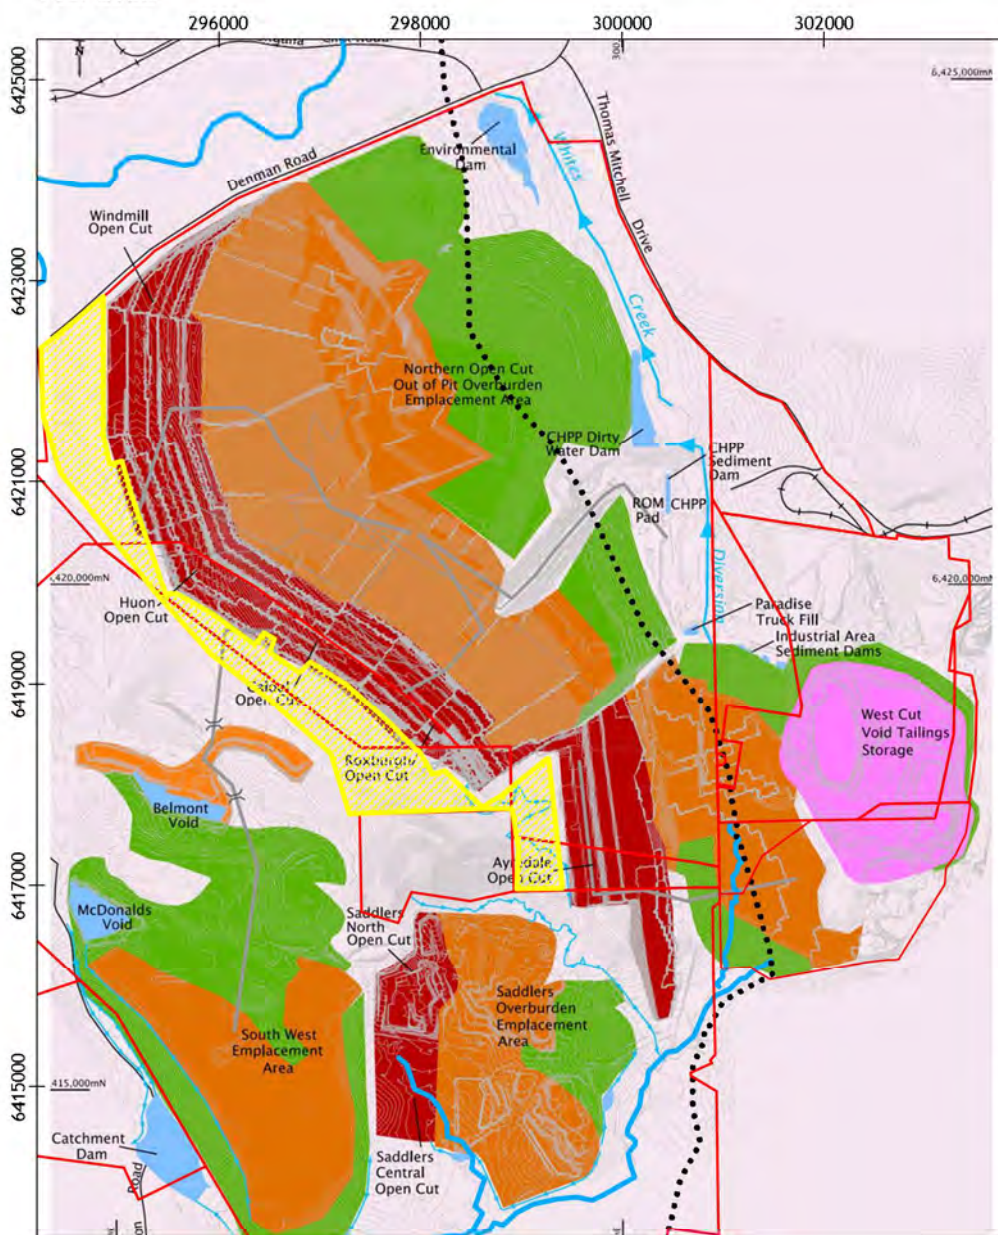 296000
298000
300000
302000
300
N
6425000
6,425,000mN
Thomas Mitchell
Drive
Whites
Creek
Environmental
Dam
Denman Road
Windmill
Open Cut
6423000
Northern Open Cut
Out of Pit Overburden
Emplacement Area
CHPP Dirty
Water Dam
CHPP
Sediment
Dam
6421000
ROM
Pad
CHPP
Diversion
6,420,000mN
6,420,000mN
Huon
Open Cut
Paradise
Truck Fill
Industrial Area
Sediment Dams
6419000
Open Cut
West Cut
Void Tailings
Storage
Roxburgh
Open Cut
Belmont
Void
Ayredale
Open Cut
6417000
McDonalds
Void
Saddlers
North
Open Cut
Saddlers
Overburden
Emplacement
Area
South West
Emplacement
Area
6415000
415,000mN
Catchment
Dam
Road
Saddlers
Central
Open Cut